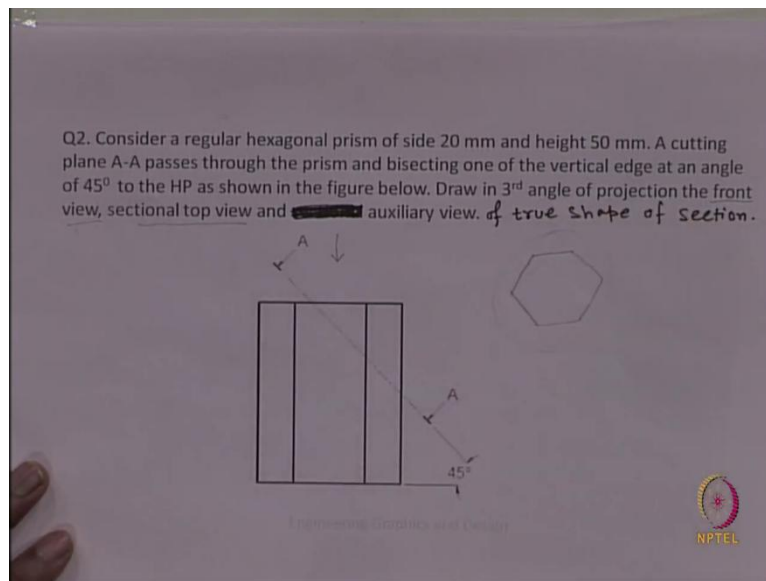 Q2. Consider a regular hexagonal prism of side 20 mm and height 50 mm. A cutting
plane A-A passes through the prism and bisecting one of the vertical edge at an angle
of 45⁰ to the HP as shown in the figure below. Draw in 3rd angle of projection the front
view, sectional top view and auxiliary view. of true shape of section.
A
A
45°
Engineering Graphics and Design
NPTEL